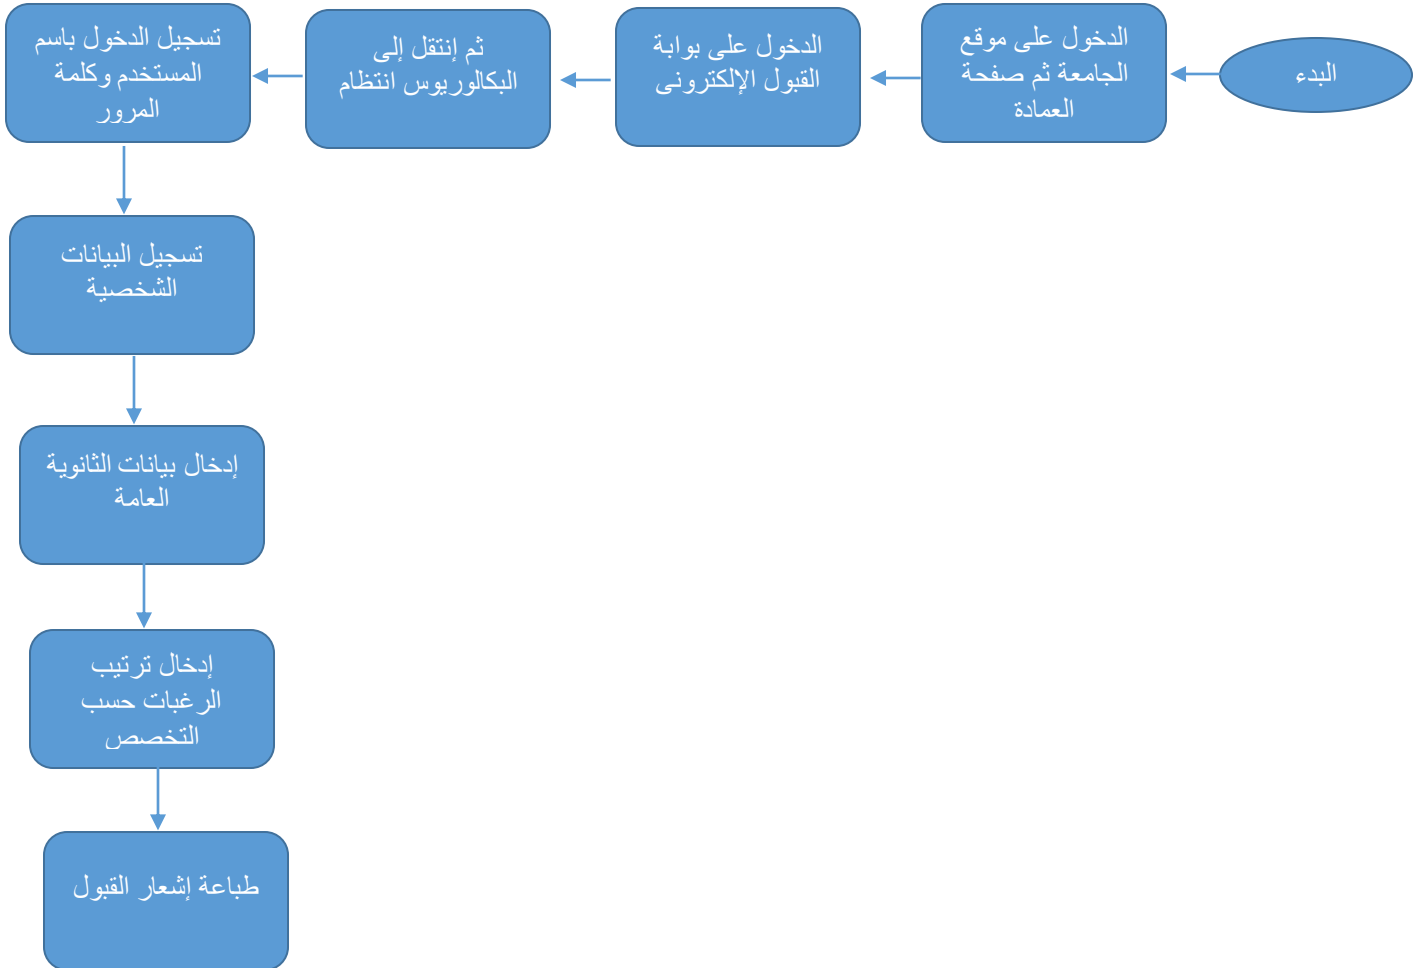 البدء
الدخول على موقع
الجامعة ثم صفحة
العمادة
الدخول على بوابة
القبول الإلكترونى
ثم إنتقل إلى
البكالوريوس انتظام
تسجيل الدخول باسم
المستخدم وكلمة
المرور
تسجيل البيانات
الشخصية
إدخال بيانات الثانوية
العامة
إدخال ترتيب
الرغبات حسب
التخصص
طباعة إشعار القبول